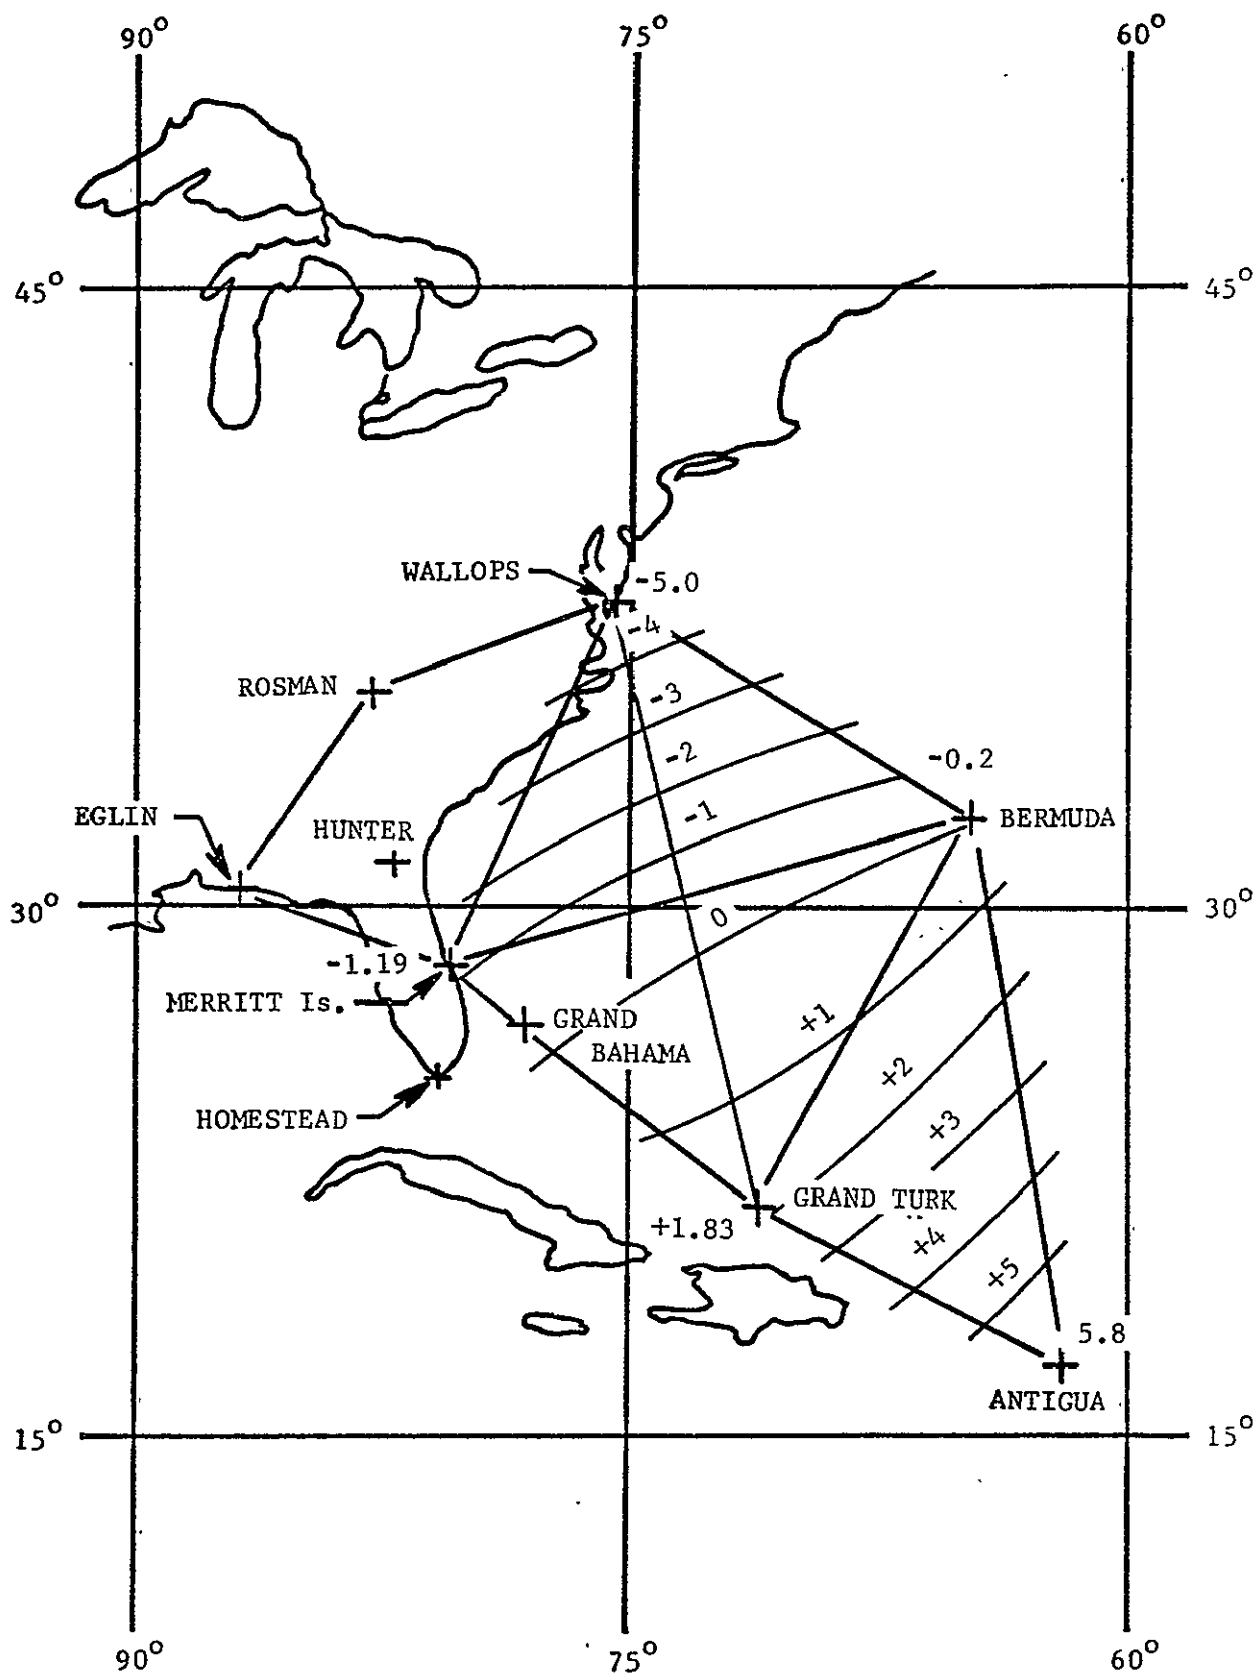 90° 75° 60°
45° 45°
WALLOPS
-5.0
-4
ROSMAN
-3
-2
-0.2
EGLIN
-1
BERMUDA
HUNTER
30° 30°
0
-1.19
MERRITT Is.
GRAND
BAHAMA
+1
+2
HOMESTEAD
+3
GRAND TURK
+1.83
+4
+5
5.8
ANTIGUA
15° 15°
90° 75° 60°